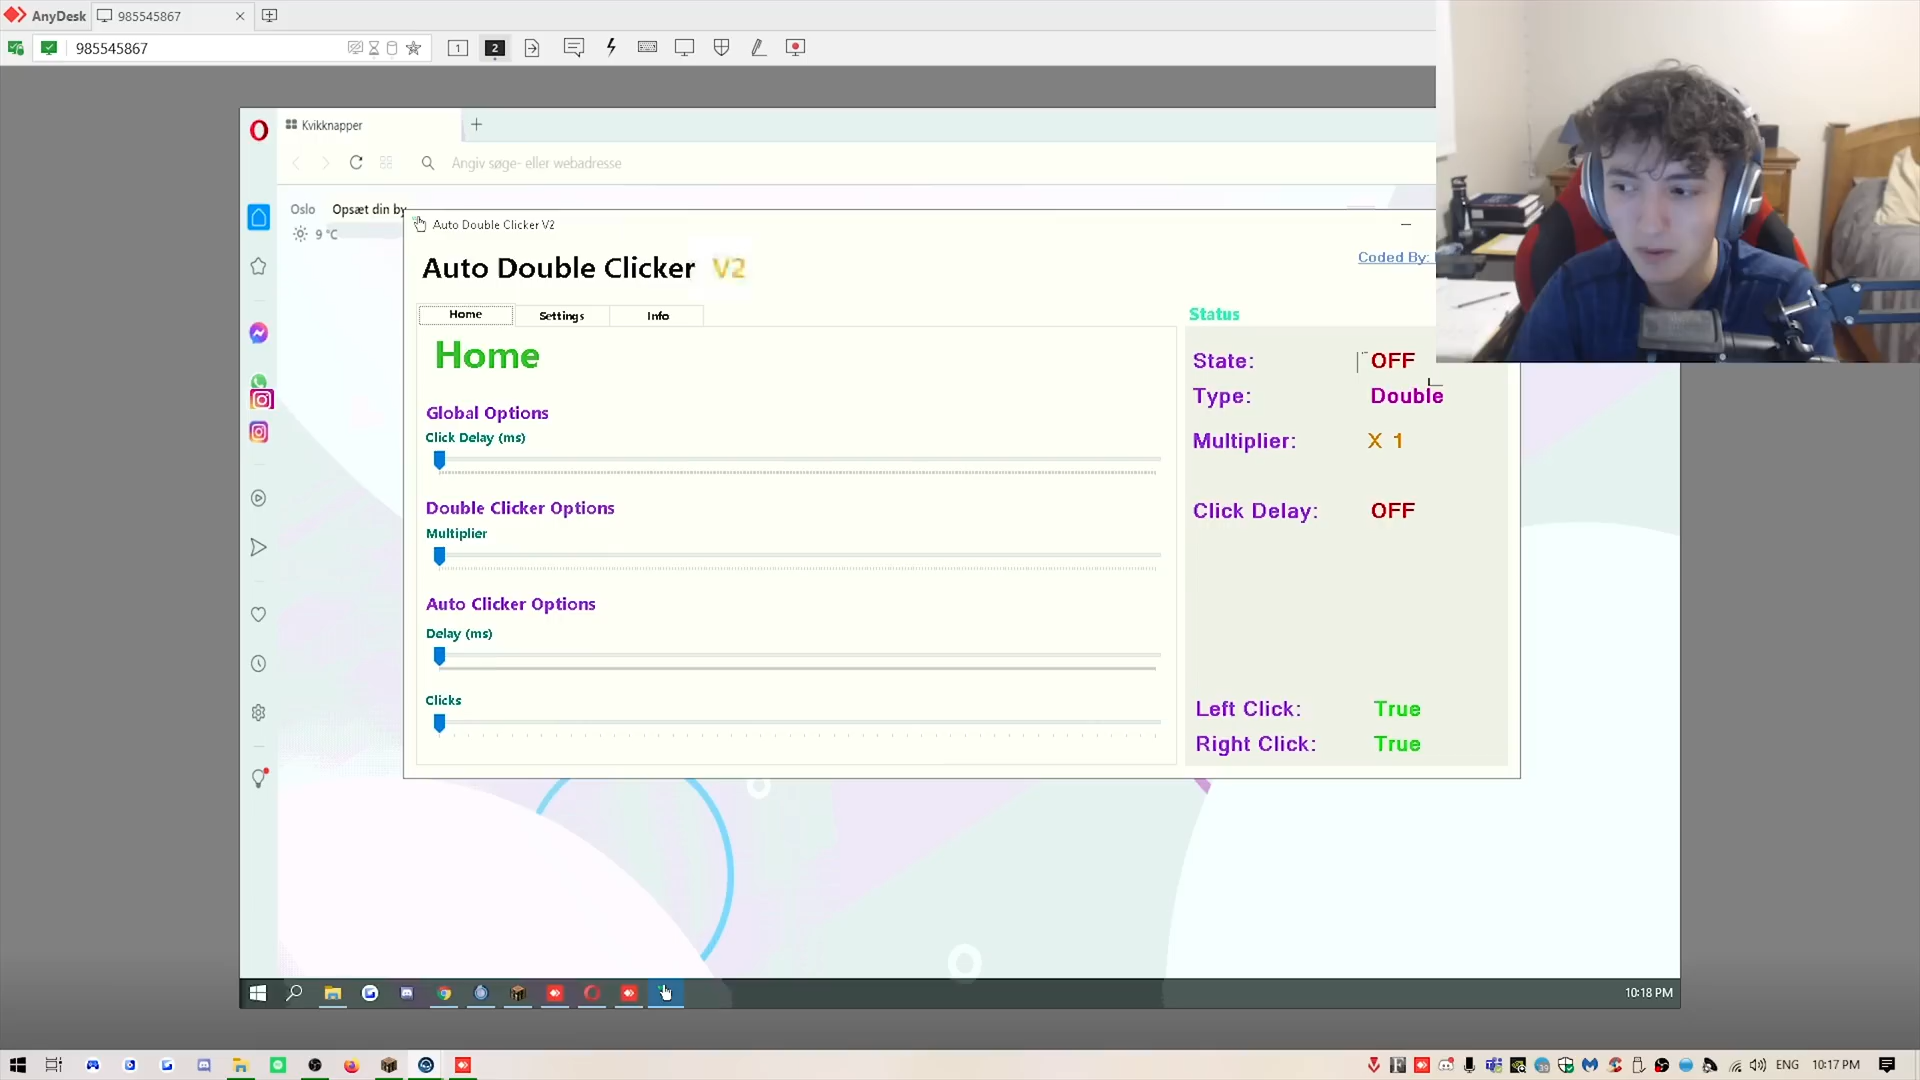 AnyDesk
985545867
985545867
1
2
Kvikknapper
Angiv søge- eller webadresse
Oslo
Opsæt din by
9 °C
Auto Double Clicker V2
Auto Double Clicker V2
Coded By:
Home
Settings
Info
Status
Home
State: OFF
Type: Double
Global Options
Click Delay (ms)
Multiplier: X 1
Double Clicker Options
Click Delay: OFF
Multiplier
Auto Clicker Options
Delay (ms)
Clicks
Left Click: True
Right Click: True
10:18 PM
ENG
10:17 PM